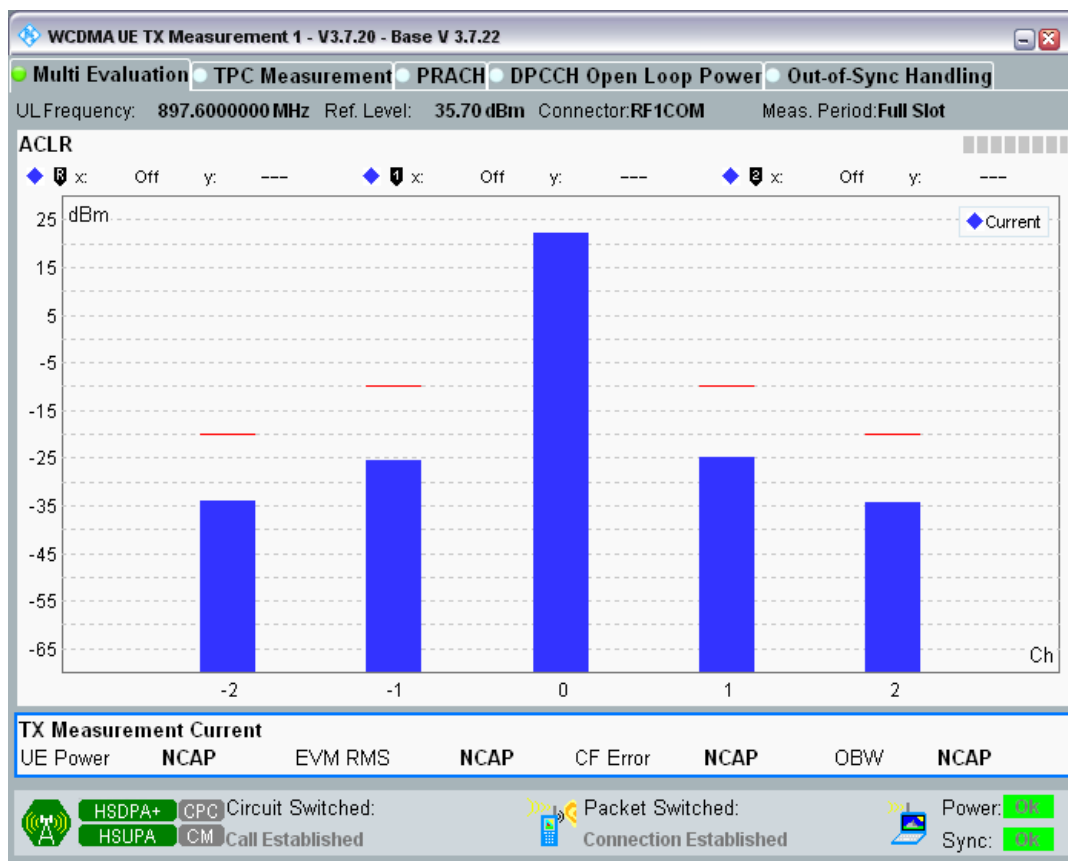 WCDMA UE TX Measurement 1 - V3.7.20 - Base V 3.7.22
Multi Evaluation TPC Measurement PRACH DPCCH Open Loop Power Out-of-Sync Handling
UL Frequency: 897.6000000 MHz Ref. Level: 35.70 dBm Connector:RF1COM Meas. Period:Full Slot
ACLR
R x: Off y: --- 1 x: Off y: --- 2 x: Off y: ---
dBm
Current
25
15
5
-5
-15
-25
-35
-45
-55
-65
Ch
-2 -1 0 1 2
TX Measurement Current
UE Power NCAP EVM RMS NCAP CF Error NCAP OBW NCAP
HSDPA+ CPC Circuit Switched: Packet Switched: Power: Ok
HSUPA CM Call Established Connection Established Sync: Ok